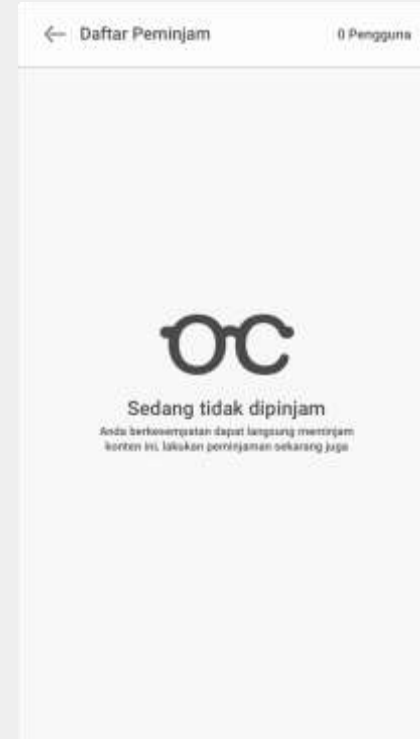 Daftar Peminjam
0 Pengguna
Sedang tidak dipinjam
Anda berkesempatan dapat langsung meminjam
konten ini, lakukan peminjaman sekarang juga